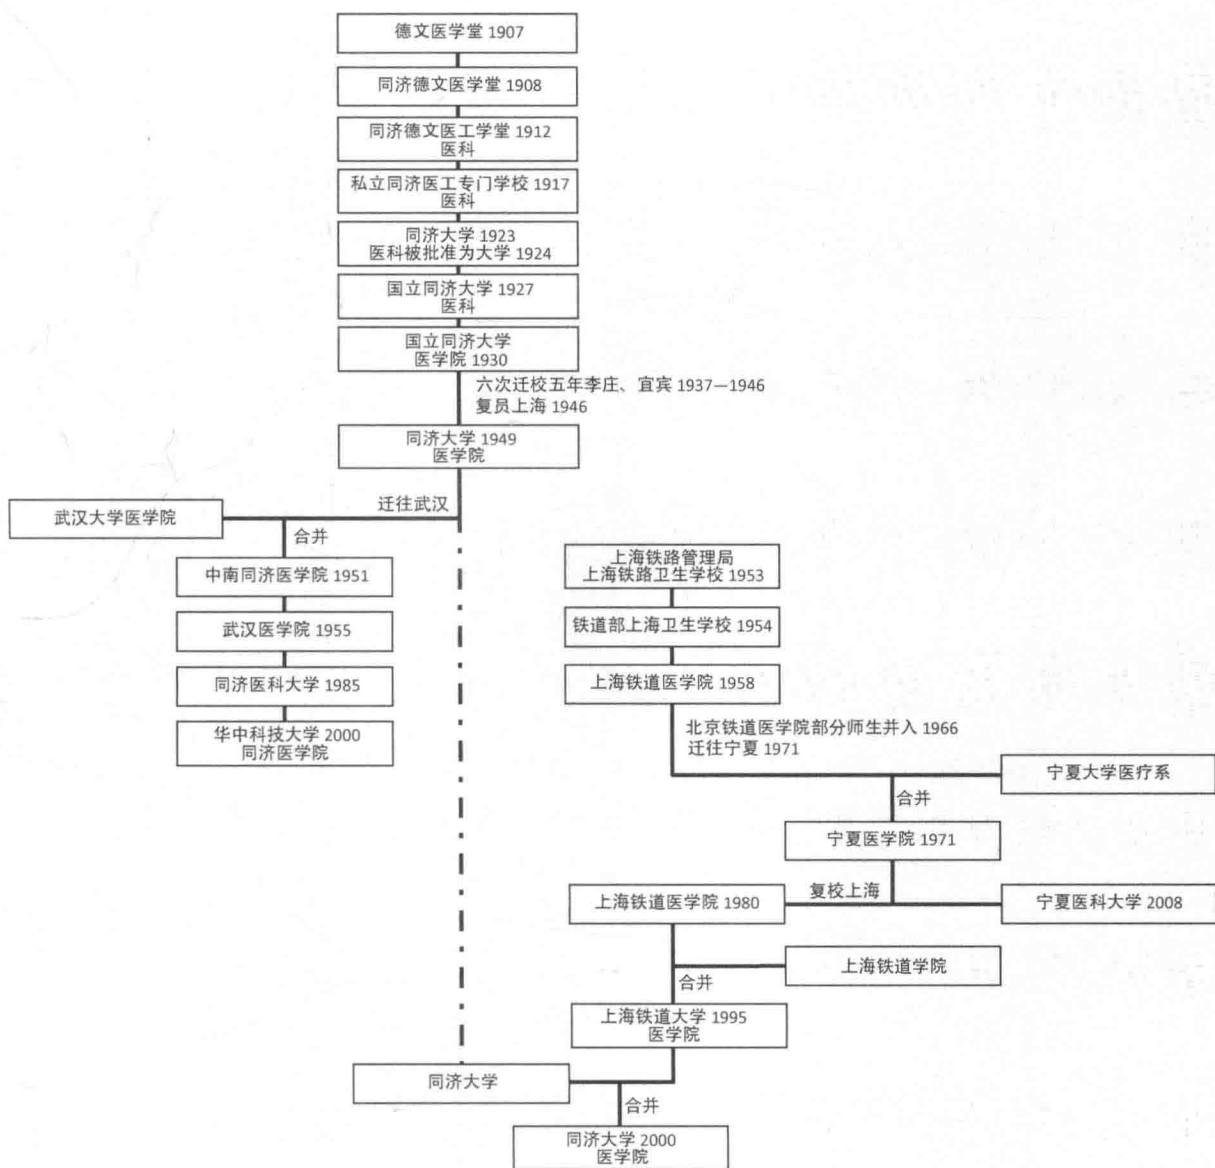 德文医学堂 1907
同济德文医学堂 1908
同济德文医工学堂 1912
医科
私立同济医工专门学校 1917
医科
同济大学 1923
医科被批准为大学 1924
国立同济大学 1927
医科
国立同济大学
医学院 1930
六次迁校五年李庄、宜宾 1937—1946
复员上海 1946
同济大学 1949
医学院
迁往武汉
武汉大学医学院
合并
中南同济医学院 1951
武汉医学院 1955
同济医科大学 1985
华中科技大学 2000
同济医学院
上海铁路管理局
上海铁路卫生学校 1953
铁道部上海卫生学校 1954
上海铁道医学院 1958
北京铁道医学院部分师生并入 1966
迁往宁夏 1971
宁夏大学医疗系
合并
宁夏医学院 1971
复校上海
上海铁道医学院 1980
宁夏医科大学 2008
上海铁道学院
合并
上海铁道大学 1995
医学院
同济大学
合并
同济大学 2000
医学院